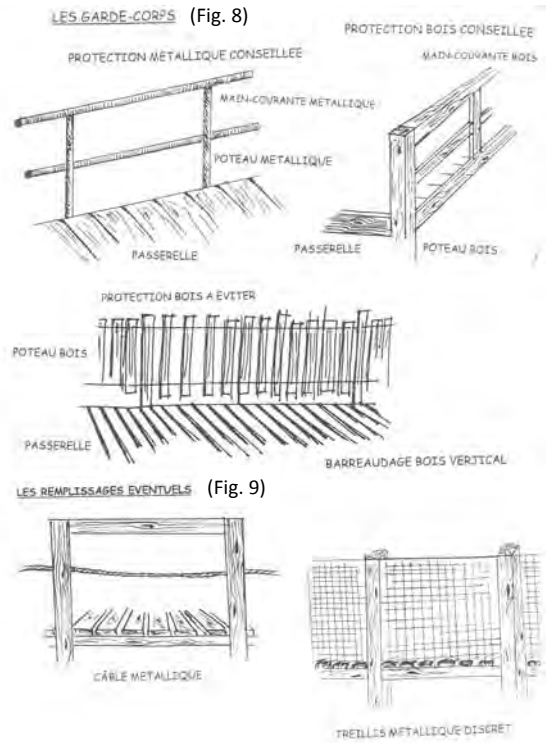 LES GARDE-CORPS (Fig. 8)
PROTECTION METALLIQUE CONSEILLEE
MAIN-COURANTE METALLIQUE
POTEAU METALLIQUE
PASSERELLE
PROTECTION BOIS CONSEILLEE
MAIN-COURANTE BOIS
PASSERELLE
POTEAU BOIS
PROTECTION BOIS A EVITER
POTEAU BOIS
PASSERELLE
BARREAUDAGE BOIS VERTICAL
LES REMPLISSAGES EVENTUELS (Fig. 9)
CÂBLE METALLIQUE
TREILLIS METALLIQUE DISCRET